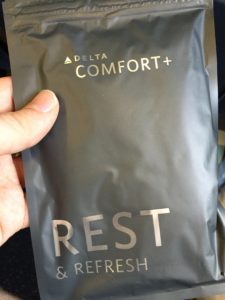 DELTA
COMFORT+
REST
& REFRESH